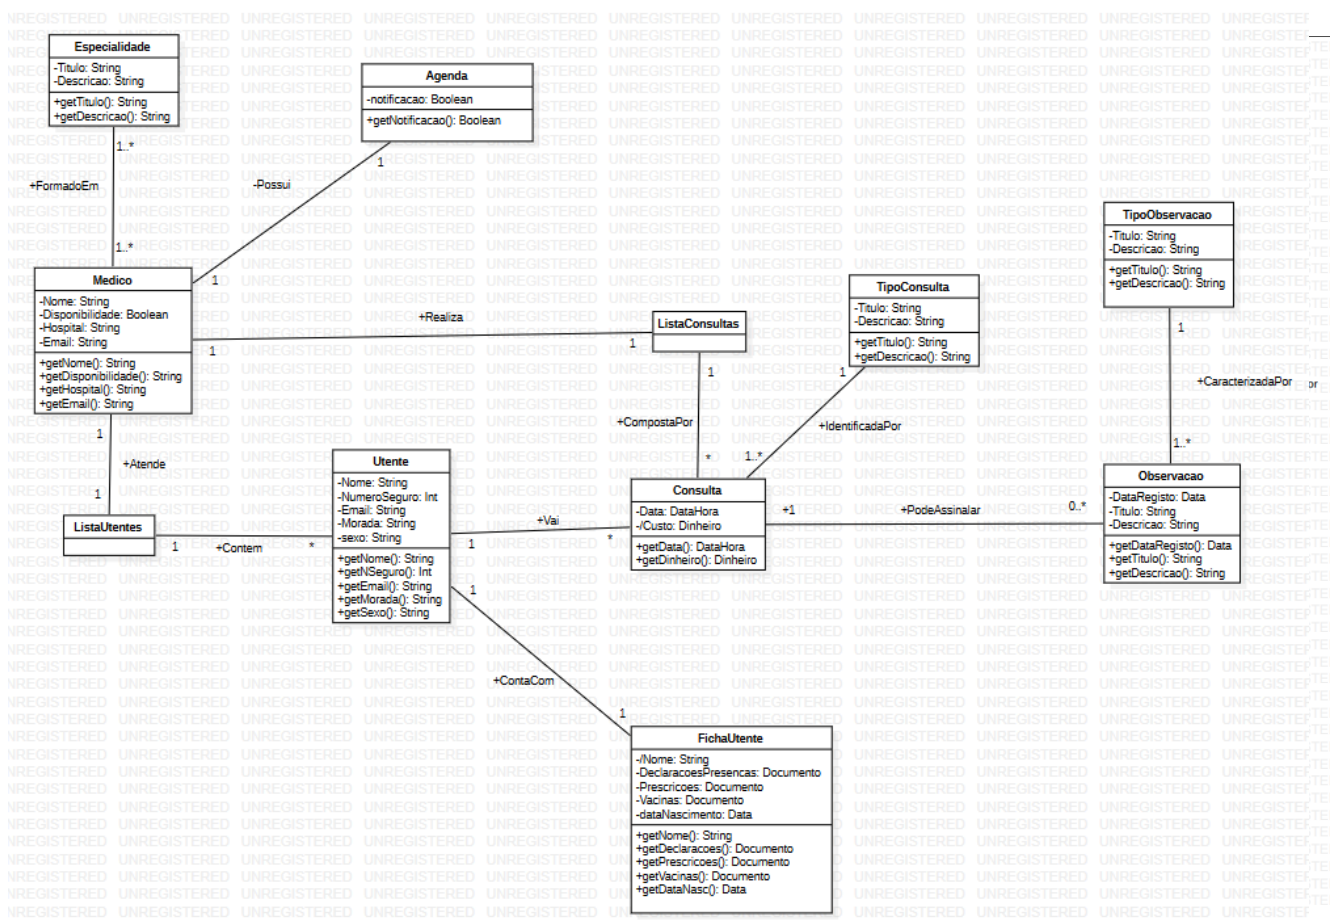 Especialidade
-Titulo: String
-Descricao: String
+getTitulo(): String
+getDescricao(): String
1..*
+FormadoEm
1..*
Agenda
-notificacao: Boolean
+getNotificacao(): Boolean
1
-Possui
1
Medico
-Nome: String
-Disponibilidade: Boolean
-Hospital: String
-Email: String
+getNome(): String
+getDisponibilidade(): String
+getHospital(): String
+getEmail(): String
1
+Realiza
1
ListaConsultas
1
+CompostaPor
*
TipoConsulta
-Titulo: String
-Descricao: String
+getTitulo(): String
+getDescricao(): String
1
+IdentificadaPor
1..*
TipoObservacao
-Titulo: String
-Descricao: String
+getTitulo(): String
+getDescricao(): String
1
+CaracterizadaPor
or
1..*
1
+Atende
1
ListaUtentes
1
+Contem
*
Utente
-Nome: String
-NumeroSeguro: Int
-Email: String
-Morada: String
-sexo: String
+getNome(): String
+getNSeguro(): Int
+getEmail(): String
+getMorada(): String
+getSexo(): String
1
+Vai
*
Consulta
-Data: DataHora
-/Custo: Dinheiro
+getData(): DataHora
+getDinheiro(): Dinheiro
+1
+PodeAssinalar
0..*
Observacao
-DataRegisto: Data
-Titulo: String
-Descricao: String
+getDataRegisto(): Data
+getTitulo(): String
+getDescricao(): String
1
+ContaCom
1
FichaUtente
-/Nome: String
-DeclaracoesPresencas: Documento
-Prescricoes: Documento
-Vacinas: Documento
-dataNascimento: Data
+getNome(): String
+getDeclaracoes(): Documento
+getPrescricoes(): Documento
+getVacinas(): Documento
+getDataNasc(): Data
UNREGISTERED